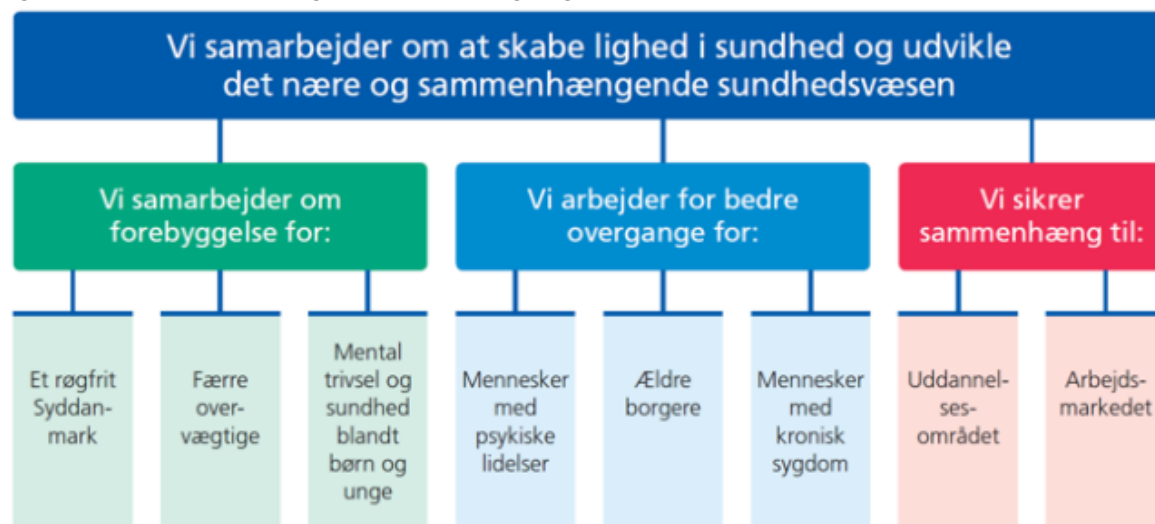 Vi samarbejder om at skabe lighed i sundhed og udvikle
det nære og sammenhængende sundhedsvæsen
Vi samarbejder om
forebyggelse for:
Vi arbejder for bedre
overgange for:
Vi sikrer
sammenhæng til:
Et røgfrit
Syddan-
mark
Færre
over-
vægtige
Mental
trivsel og
sundhed
blandt
børn og
unge
Mennesker
med
psykiske
lidelser
Ældre
borgere
Mennesker
med
kronisk
sygdom
Uddannel-
ses-
området
Arbejds-
markedet